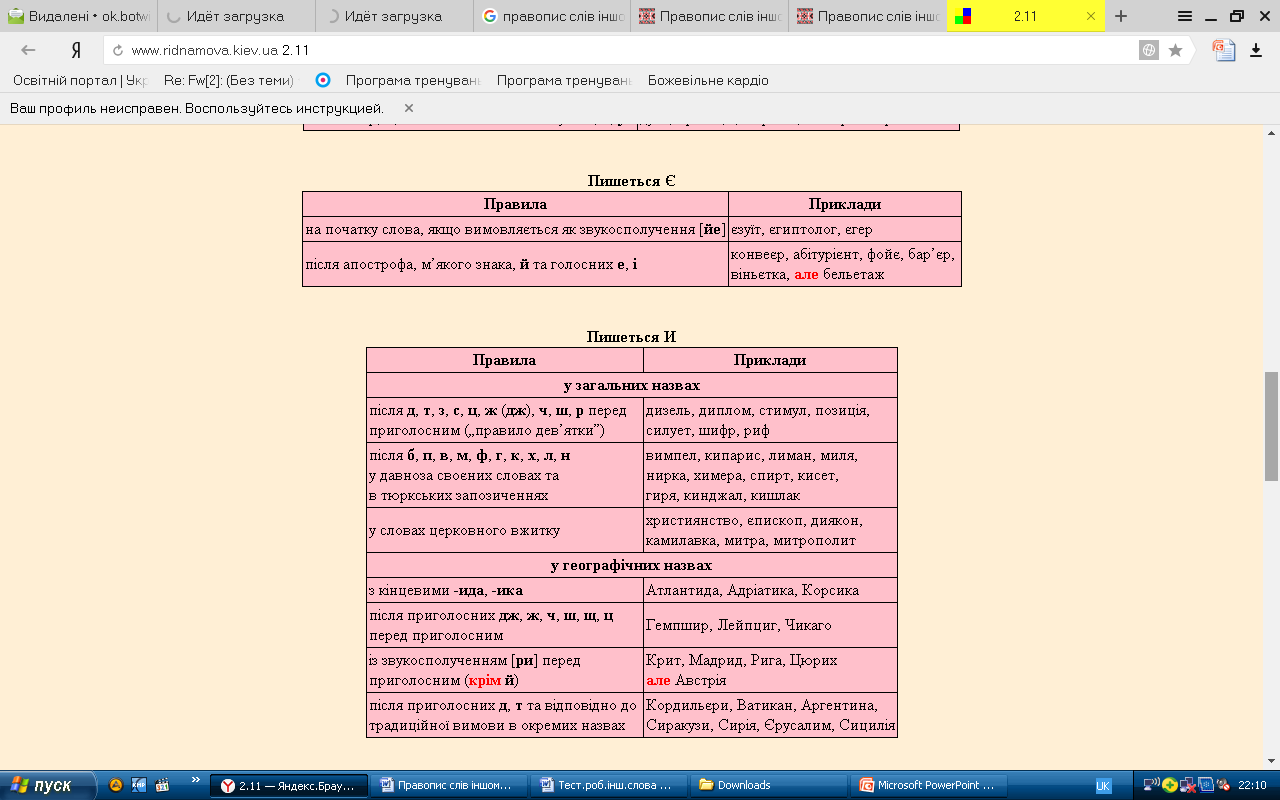 Видалені • ok.botw
Идёт загрузка
Идёт загрузка
правопис слів іншо
Правопис слів іншо
Правопис слів іншо
2.11
www.ridnamova.kiev.ua 2.11
Освітній портал | Укр
Re: Fw[2]: (Без теми)
Програма тренувань
Програма тренувань
Божевільне кардіо
Ваш профиль неисправен. Воспользуйтесь инструкцией.
Пишеться Є
Правила Приклади
на початку слова, якщо вимовляється як звукосполучення [йе] єзуїт, єгиптолог, єгер
після апострофа, м’якого знака, й та голосних е, і
конвеєр, абітурієнт, фойє, бар’єр,
віньєтка, але бельетаж
Пишеться И
Правила Приклади
у загальних назвах
після д, т, з, с, ц, ж (дж), ч, ш, р перед
приголосним („правило дев’ятки”)
дизель, диплом, стимул, позиція,
силует, шифр, риф
після б, п, в, м, ф, г, к, х, л, н
у давноза своєних словах та
в тюркських запозиченнях
вимпел, кипарис, лиман, миля,
нирка, химера, спирт, кисет,
гиря, кинджал, кишлак
у словах церковного вжитку
християнство, єпископ, диякон,
камилавка, митра, митрополит
у географічних назвах
з кінцевими -ида, -ика Атлантида, Адріатика, Корсика
після приголосних дж, ж, ч, ш, щ, ц
перед приголосним
Гемпшир, Лейпциг, Чикаго
із звукосполученням [ри] перед
приголосним (крім й)
Крит, Мадрид, Рига, Цюрих
але Австрія
після приголосних д, т та відповідно до
традиційної вимови в окремих назвах
Кордильєри, Ватикан, Аргентина,
Сиракузи, Сирія, Єрусалим, Сицилія
пуск
2.11 — Яндекс.Брау...
Правопис слів іншом...
Тест.роб.інш.слова
Downloads
Microsoft PowerPoint ...
UK
22:10